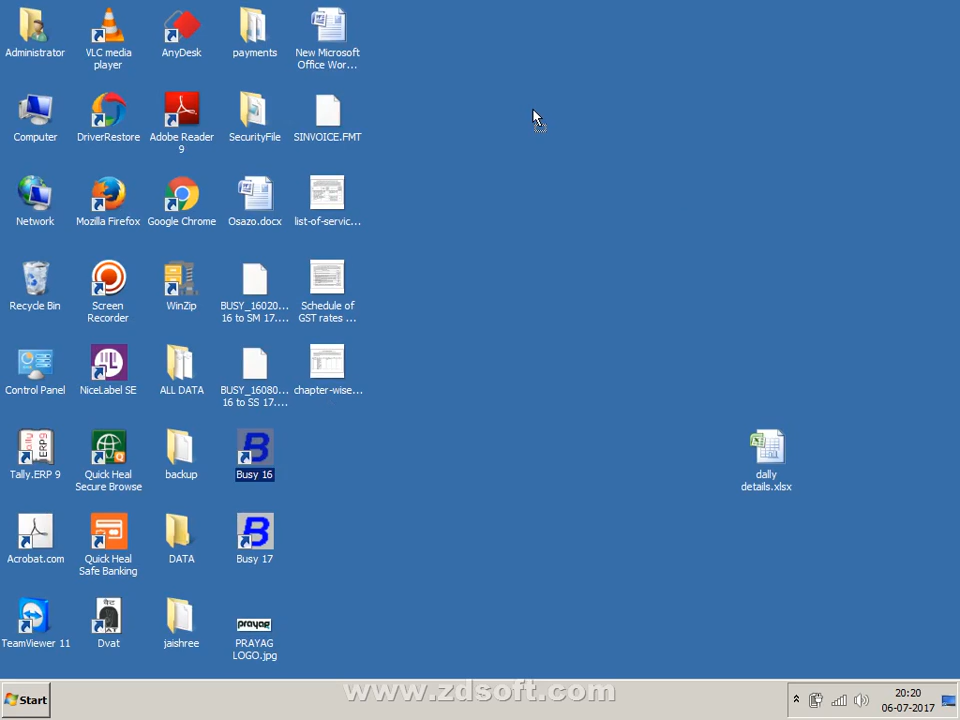 Administrator
VLC media
player
AnyDesk
payments
New Microsoft
Office Wor...
Computer
DriverRestore
Adobe Reader
9
SecurityFile
SINVOICE.FMT
Network
Mozilla Firefox
Google Chrome
Osazo.docx
list-of-servic...
Recycle Bin
Screen
Recorder
WinZip
BUSY_16020...
16 to SM 17....
Schedule of
GST rates ...
Control Panel
NiceLabel SE
ALL DATA
BUSY_16080...
16 to SS 17....
chapter-wise...
Tally.ERP 9
Quick Heal
Secure Browse
backup
Busy 16
dally
details.xlsx
Acrobat.com
Quick Heal
Safe Banking
DATA
Busy 17
TeamViewer 11
Dvat
jaishree
prayag
PRAYAG
LOGO.jpg
Start
www.zdsoft.com
20:20
06-07-2017